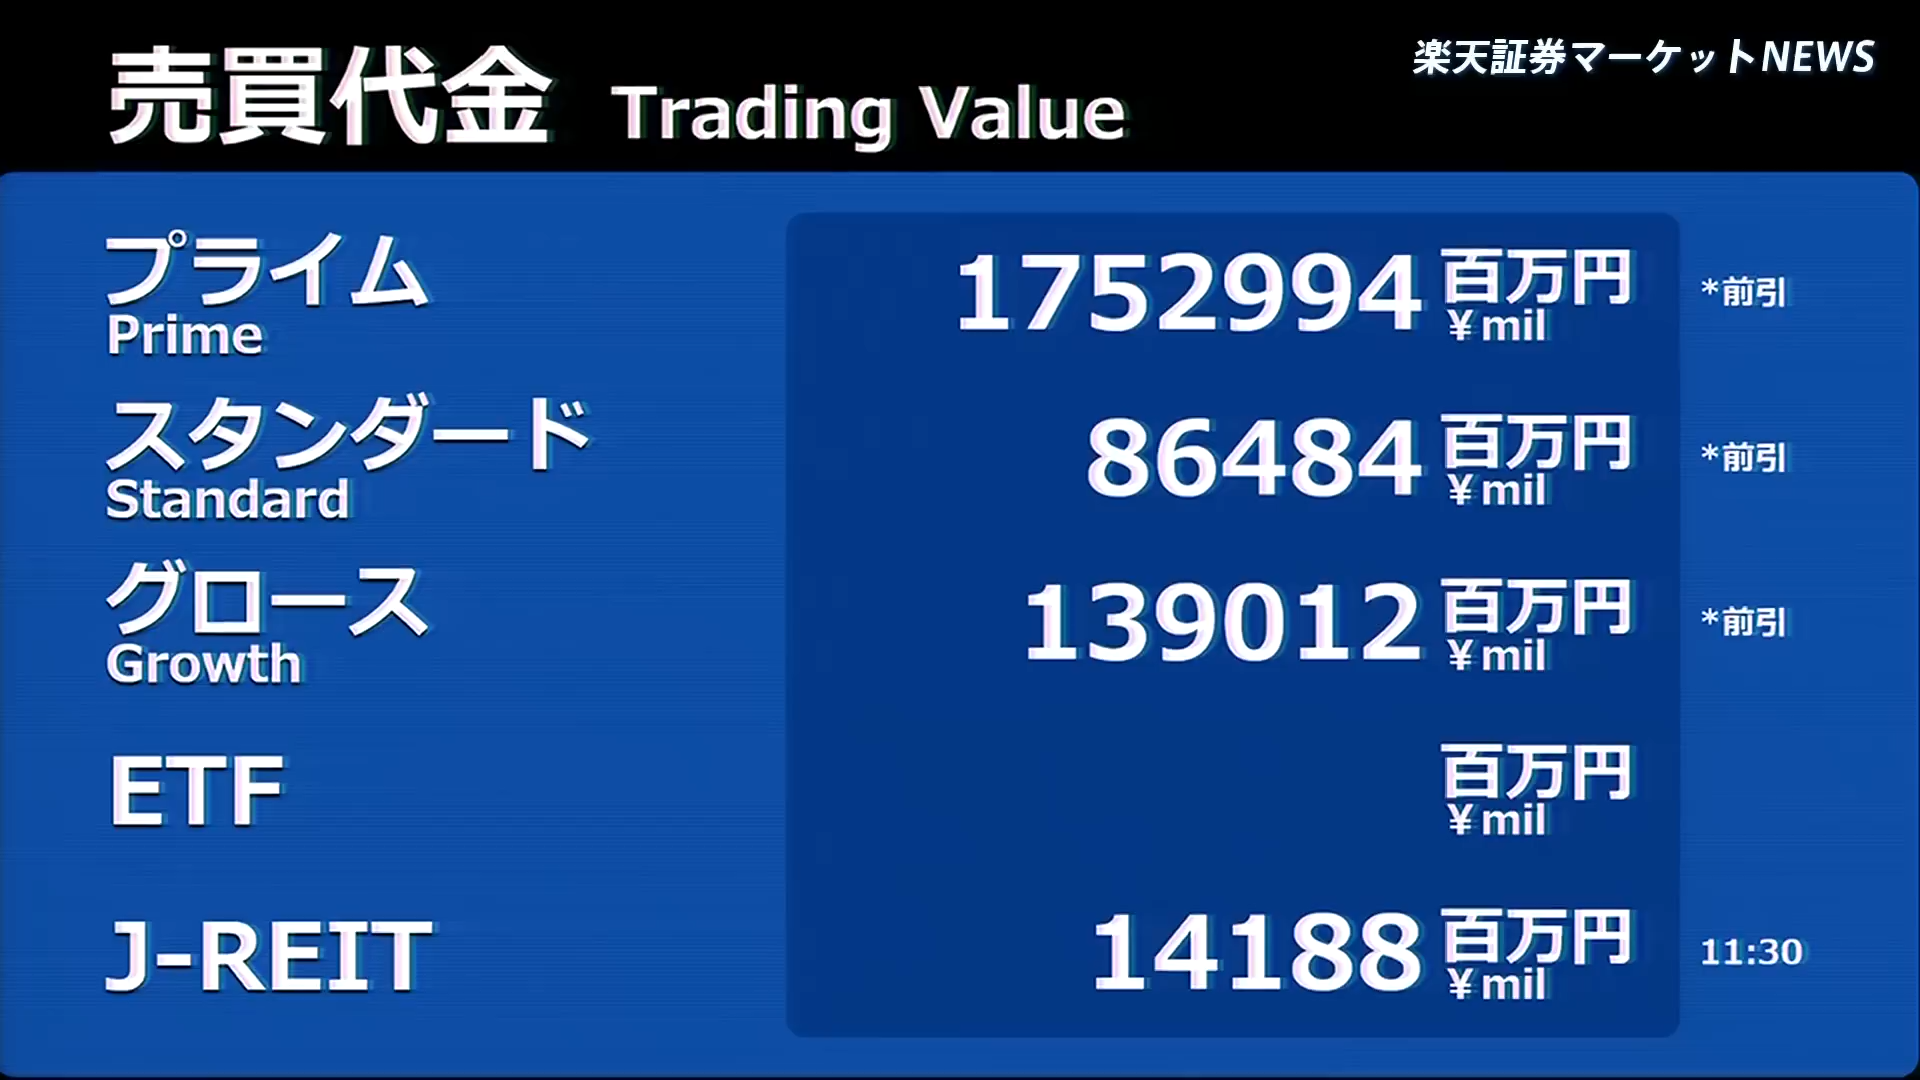 売買代金 Trading Value
楽天証券マーケットNEWS
プライム 1752994 百万円 *前引
Prime ¥mil
スタンダード 86484 百万円 *前引
Standard ¥mil
グロース 139012 百万円 *前引
Growth ¥mil
ETF 百万円
¥mil
J-REIT 14188 百万円 11:30
¥mil